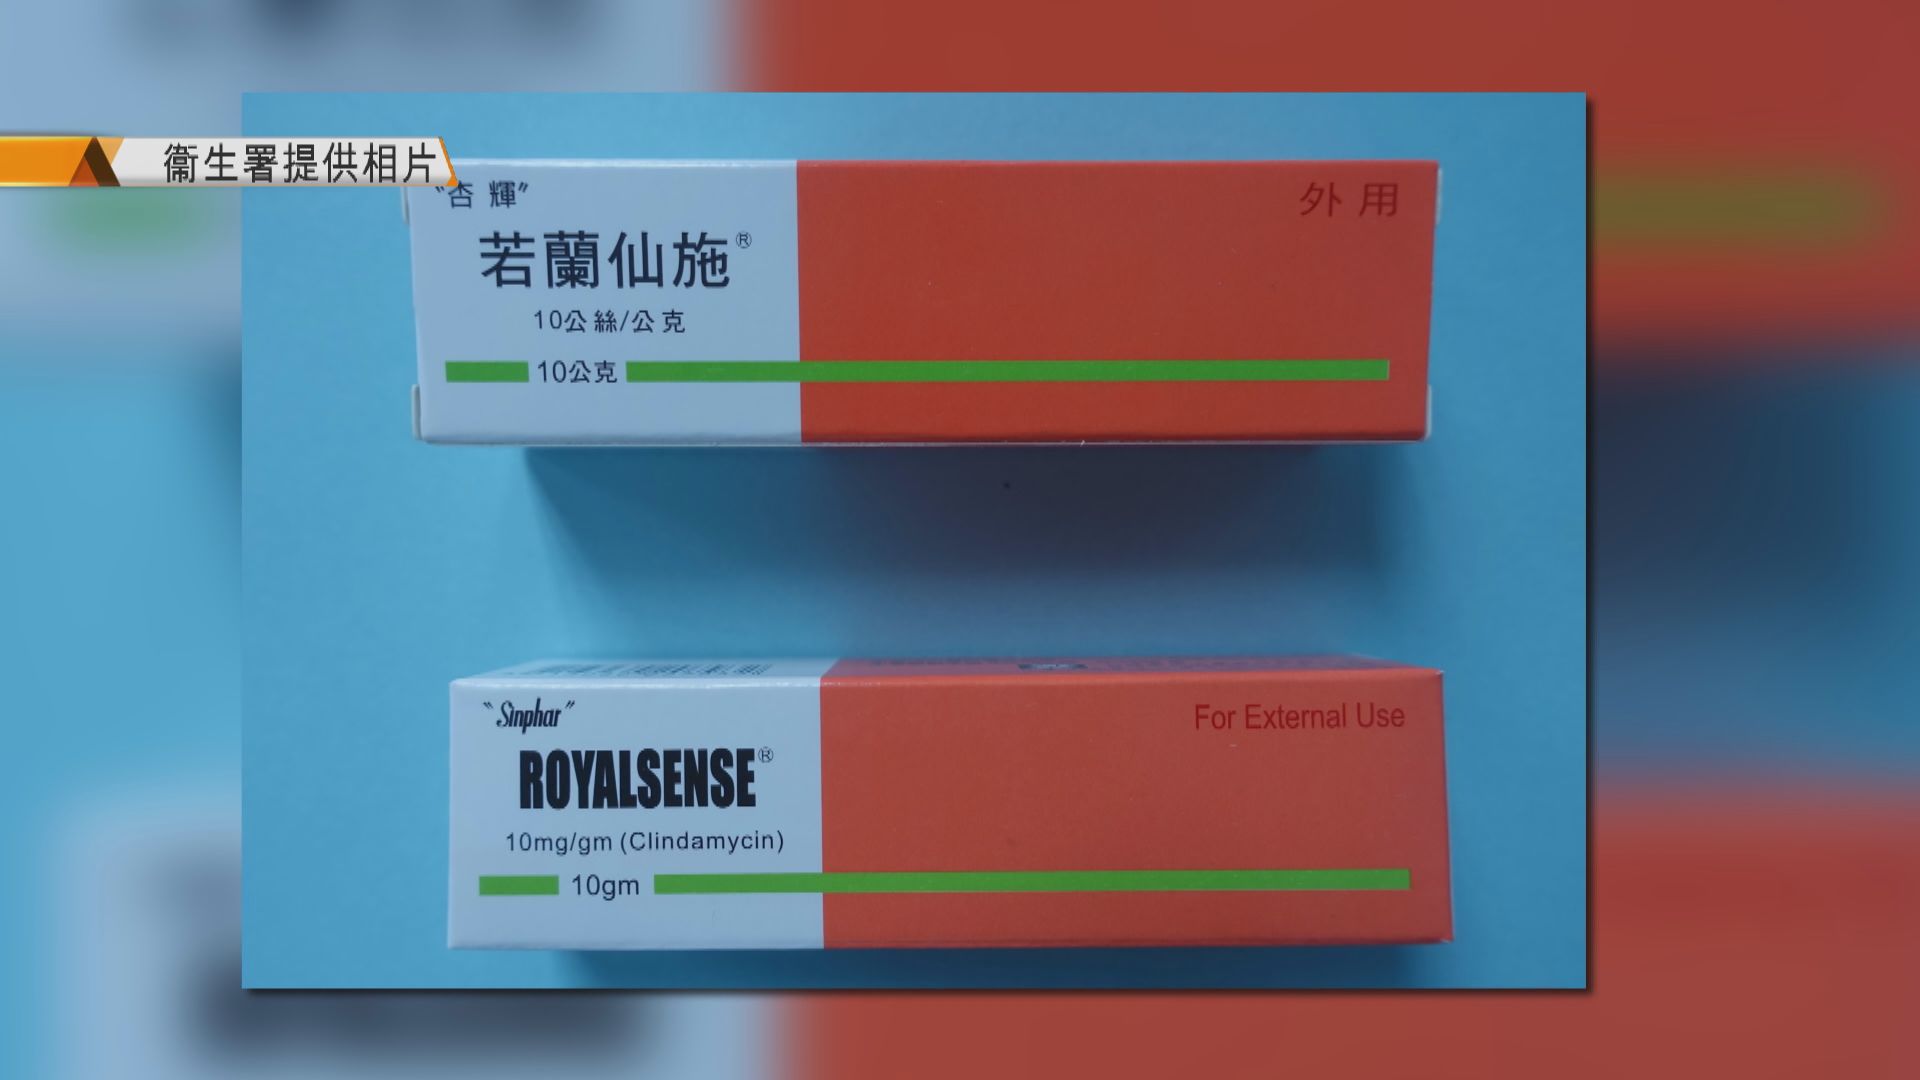 衞生署提供相片
"杏輝"
外用
若蘭仙施®
10公絲/公克
10公克
"Sinphar"
For External Use
ROYALSENSE®
10mg/gm (Clindamycin)
10gm